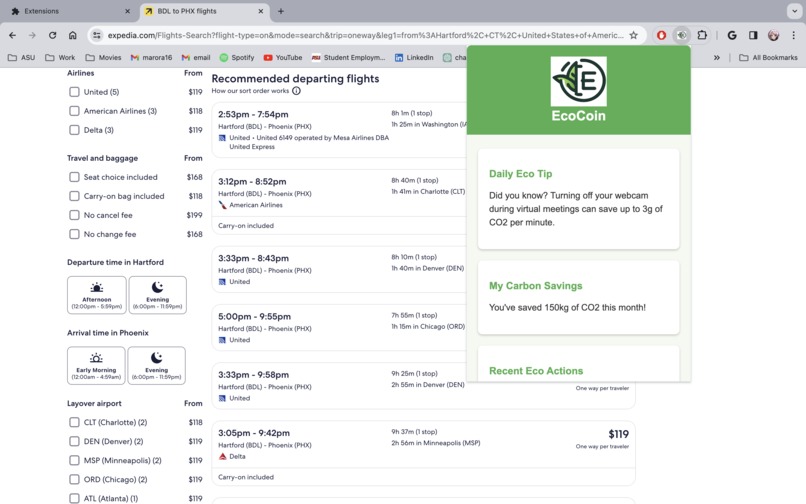 Extensions
BDL to PHX flights
expedia.com/Flights-Search?flight-type=on&mode=search&trip=oneway&leg1=from%3AHartford%2C+CT%2C+United+States+of+Americ...
ASU
Work
Movies
marora16
email
Spotify
YouTube
ASU Student Employm...
LinkedIn
cha
All Bookmarks
Airlines From
United (5) $119
American Airlines (3) $118
Delta (3) $119
Travel and baggage From
Seat choice included $168
Carry-on bag included $118
No cancel fee $199
No change fee $168
Departure time in Hartford
Afternoon
(12:00pm - 5:59pm)
Evening
(6:00pm - 11:59pm)
Arrival time in Phoenix
Early Morning
(12:00am - 4:59am)
Evening
(6:00pm - 11:59pm)
Layover airport From
CLT (Charlotte) (2) $118
DEN (Denver) (2) $119
MSP (Minneapolis) (2) $119
ORD (Chicago) (2) $119
ATL (Atlanta) (1) $119
Recommended departing flights
How our sort order works
2:53pm - 7:54pm 8h 1m (1 stop)
Hartford (BDL) - Phoenix (PHX) 1h 25m in Washington (IA
United • United 6149 operated by Mesa Airlines DBA
United Express
3:12pm - 8:52pm 8h 40m (1 stop)
Hartford (BDL) - Phoenix (PHX) 1h 41m in Charlotte (CLT)
American Airlines
Carry-on included
3:33pm - 8:43pm 8h 10m (1 stop)
Hartford (BDL) - Phoenix (PHX) 1h 40m in Denver (DEN)
United
5:00pm - 9:55pm 7h 55m (1 stop)
Hartford (BDL) - Phoenix (PHX) 1h 15m in Chicago (ORD)
United
3:33pm - 9:58pm 9h 25m (1 stop)
Hartford (BDL) - Phoenix (PHX) 2h 55m in Denver (DEN)
United
One way per traveler
3:05pm - 9:42pm 9h 37m (1 stop) $119
Hartford (BDL) - Phoenix (PHX) 2h 56m in Minneapolis (MSP) One way per traveler
Delta
Carry-on included
E
EcoCoin
Daily Eco Tip
Did you know? Turning off your webcam
during virtual meetings can save up to 3g of
CO2 per minute.
My Carbon Savings
You've saved 150kg of CO2 this month!
Recent Eco Actions